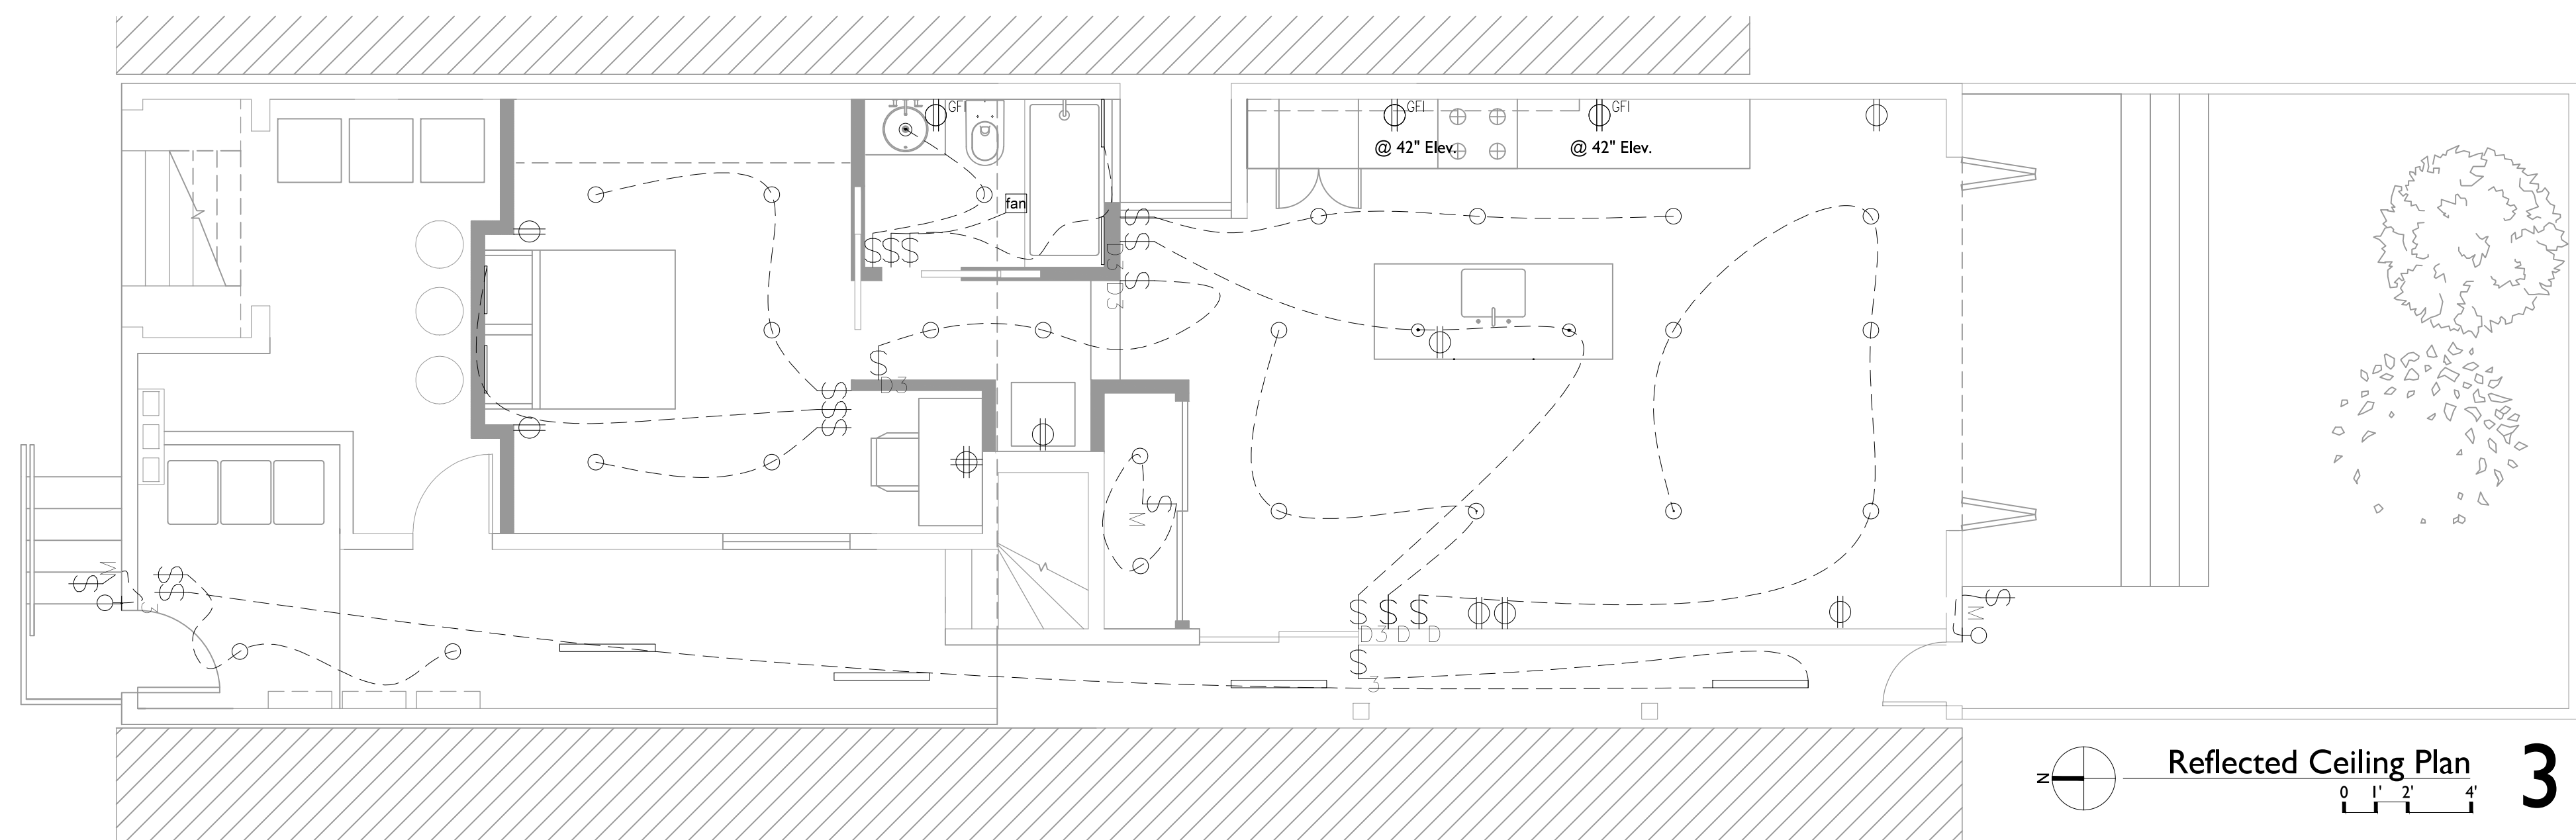 GFI
GFI
GFI
@ 42" Elev.
@ 42" Elev.
fan
$
$
$$$
D3
D3
$
$
D3
$
$
$
$
M
$
M
$
$
3
$
$ $ $
D3 D D
$
3
$
M
N
Reflected Ceiling Plan
3
0 1' 2' 4'